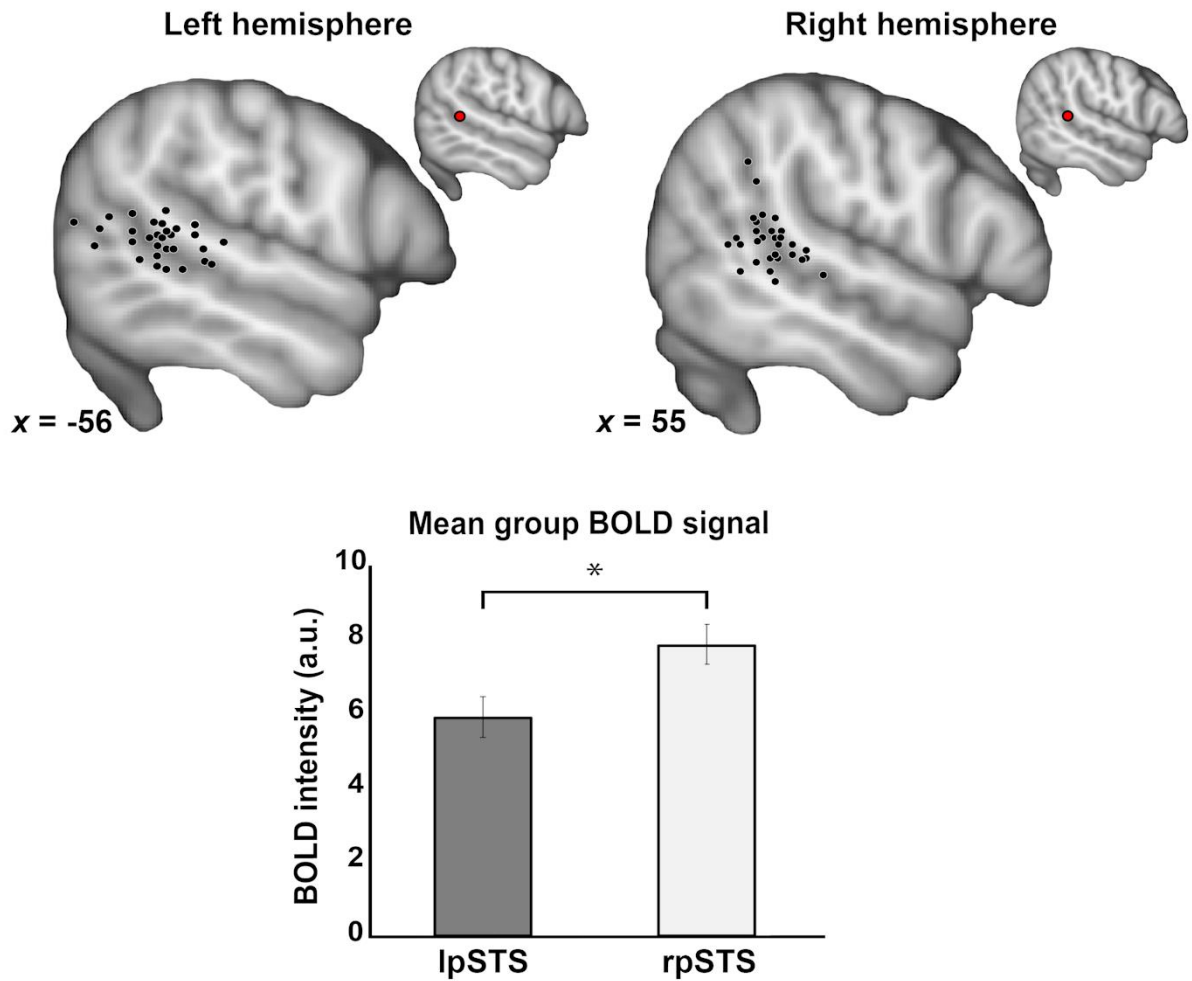 Left hemisphere
Right hemisphere
x = -56
x = 55
Mean group BOLD signal
*
BOLD intensity (a.u.)
10
8
6
4
2
0
lpSTS
rpSTS